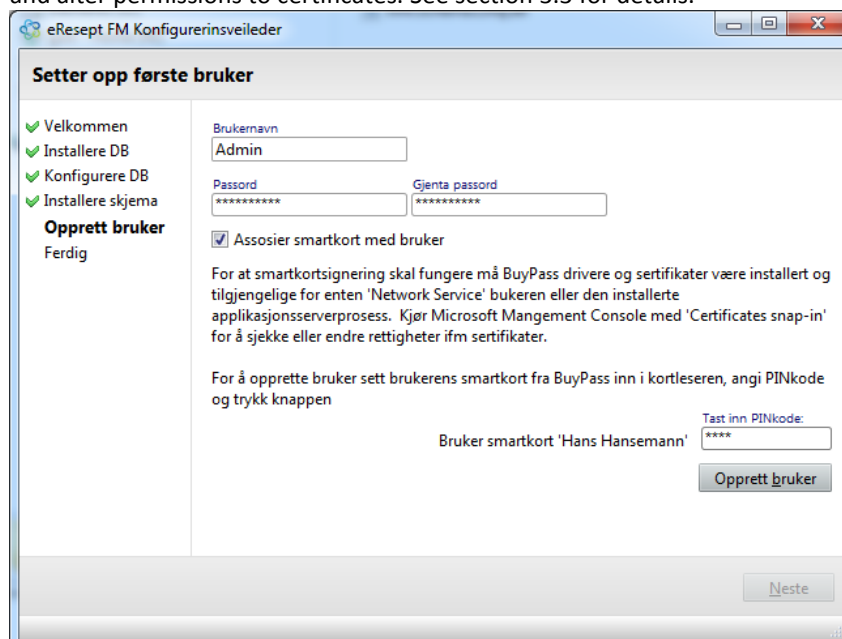 and alter permissions to certificates. See section 3.3 for details.
eResept FM Konfigurerinsveileder
Setter opp første bruker
Velkommen
Installere DB
Konfigurere DB
Installere skjema
Opprett bruker
Ferdig
Brukernavn
Admin
Passord
Gjenta passord
**********
**********
Assosier smartkort med bruker
For at smartkortsignering skal fungere må BuyPass drivere og sertifikater være installert og
tilgjengelige for enten 'Network Service' bukeren eller den installerte
applikasjonsserverprosess. Kjør Microsoft Mangement Console med 'Certificates snap-in'
for å sjekke eller endre rettigheter ifm sertifikater.
For å opprette bruker sett brukerens smartkort fra BuyPass inn i kortleseren, angi PINkode
og trykk knappen
Tast inn PINkode:
Bruker smartkort 'Hans Hansemann'
****
Opprett bruker
Neste